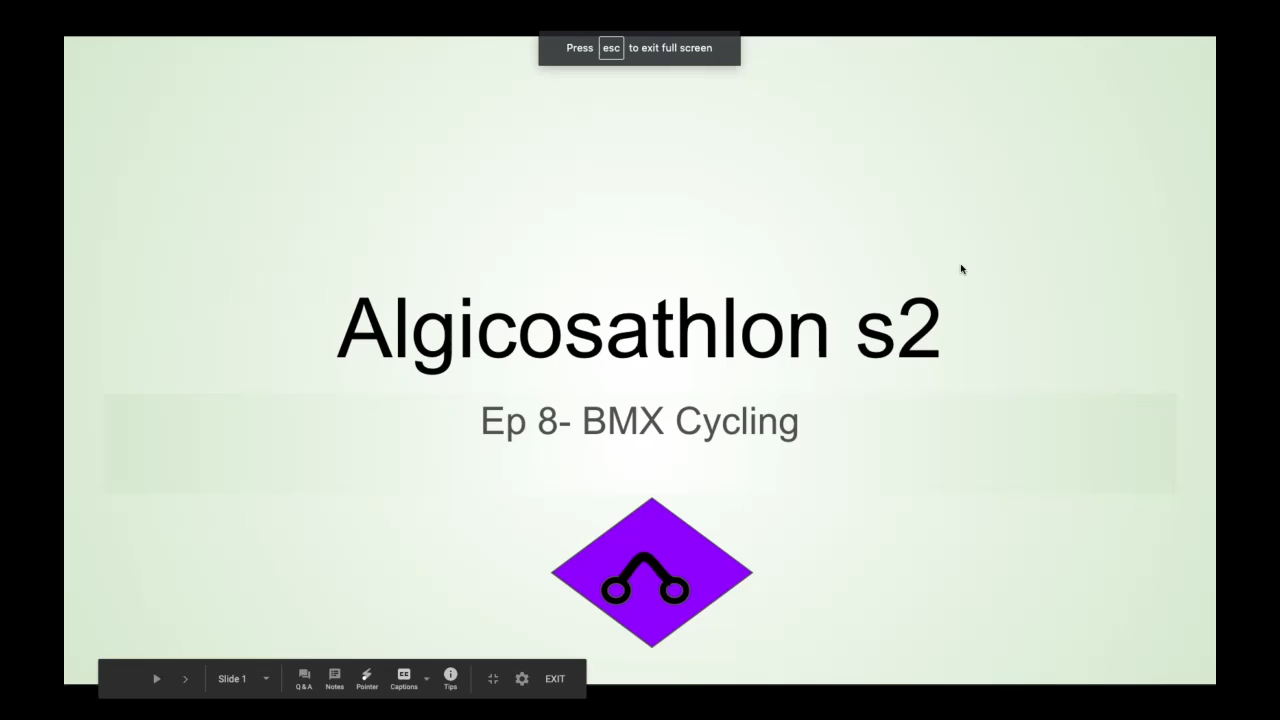 Press esc to exit full screen
Algicosathlon s2
Ep 8- BMX Cycling
Slide 1
Q&A
Notes
Pointer
CC
Captions
Tips
EXIT